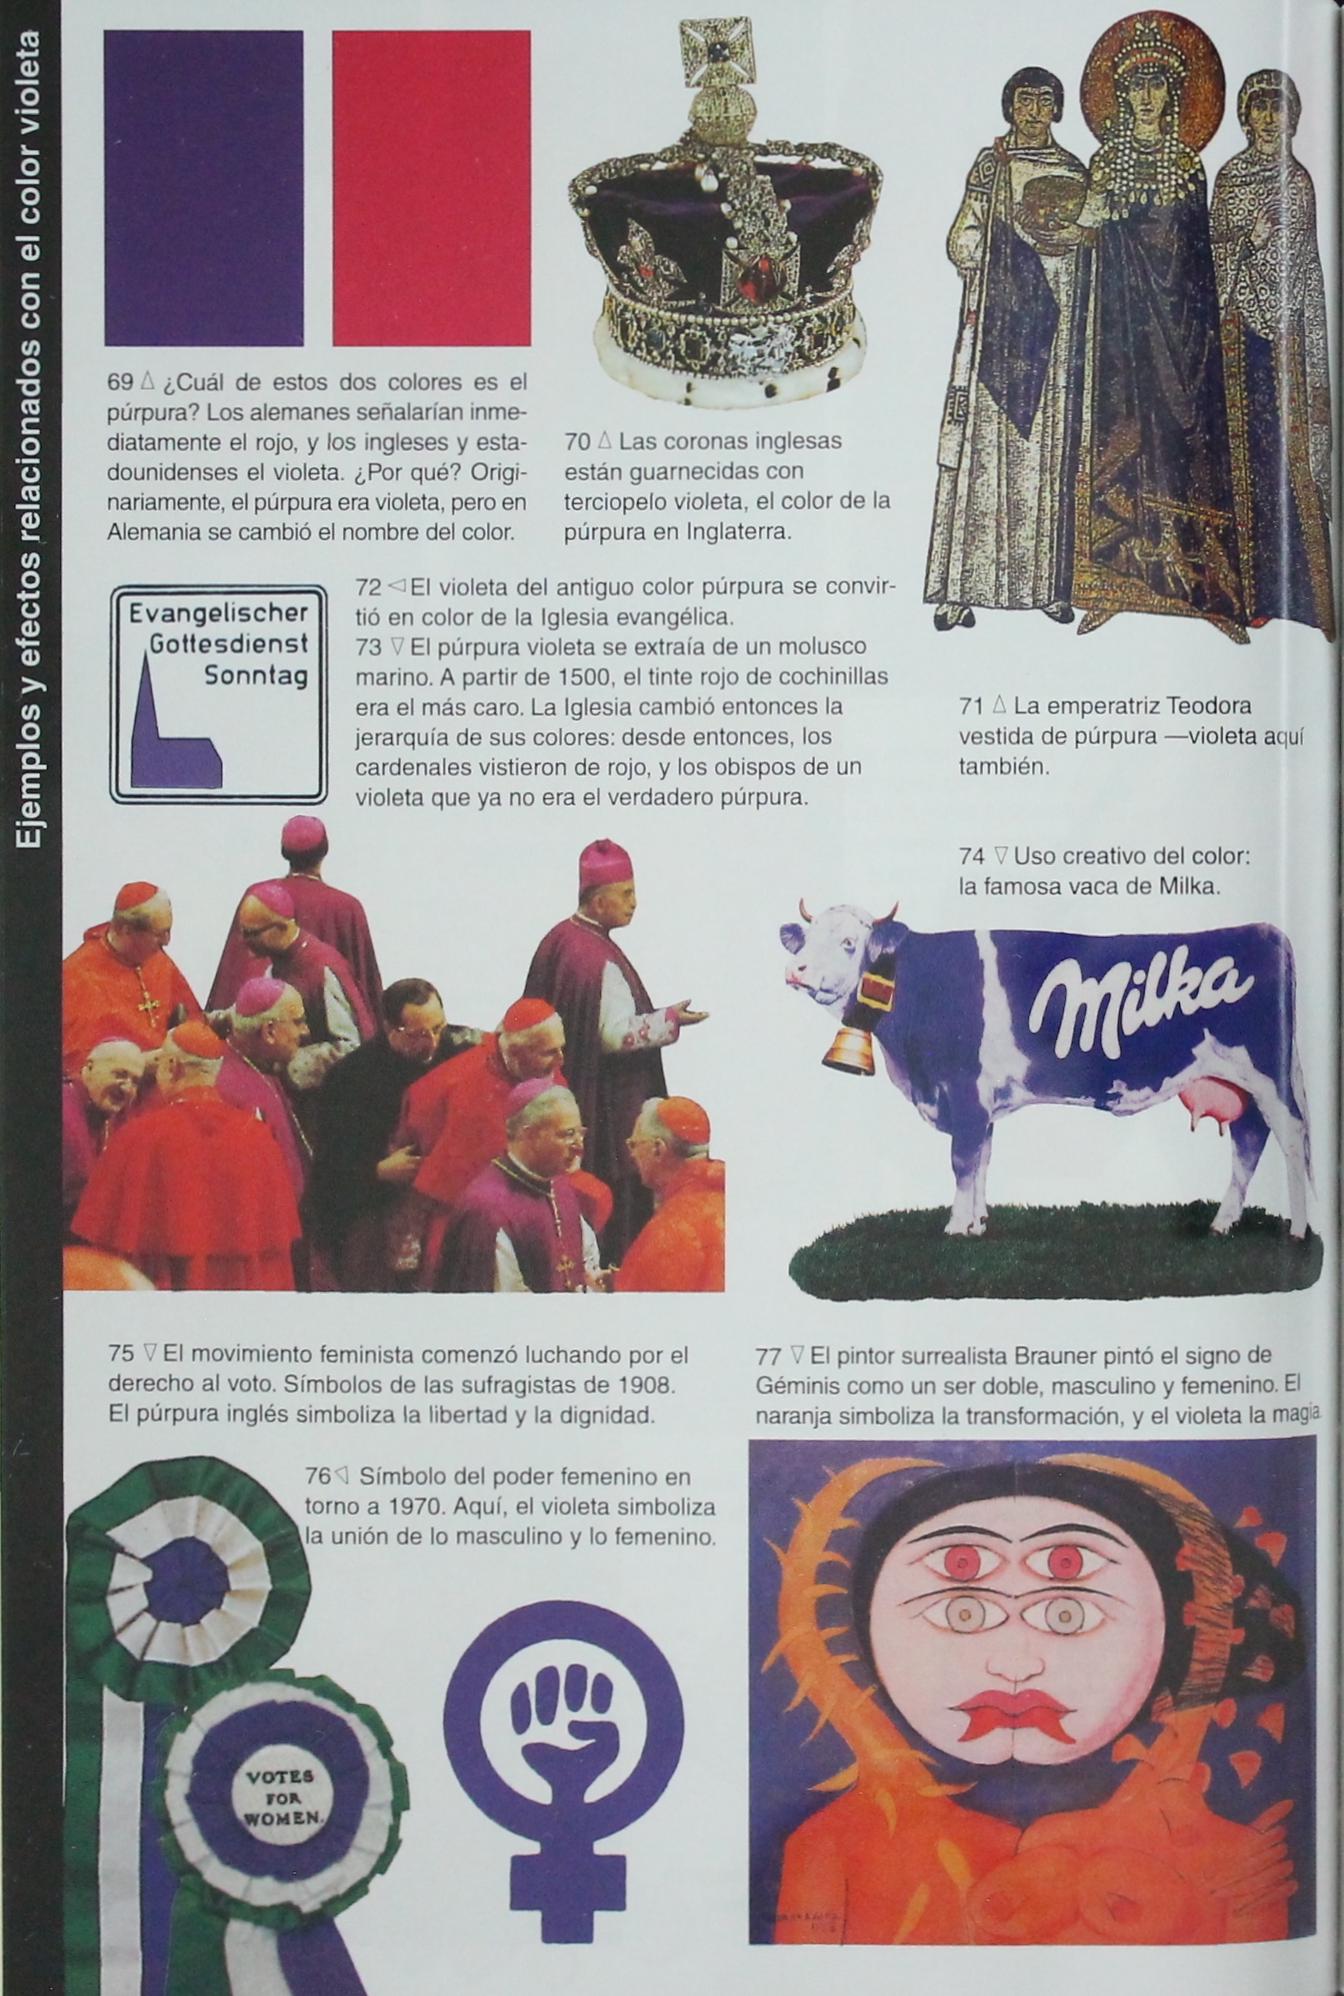 Ejemplos y efectos relacionados con el color violeta
69 △ ¿Cuál de estos dos colores es el
púrpura? Los alemanes señalarían inme-
diatamente el rojo, y los ingleses y esta-
dounidenses el violeta. ¿Por qué? Origi-
nariamente, el púrpura era violeta, pero en
Alemania se cambió el nombre del color.
70 △ Las coronas inglesas
están guarnecidas con
terciopelo violeta, el color de la
púrpura en Inglaterra.
71 △ La emperatriz Teodora
vestida de púrpura —violeta aquí
también.
Evangelischer
Gottesdienst
Sonntag
72 ◁ El violeta del antiguo color púrpura se convir-
tió en color de la Iglesia evangélica.
73 ▽ El púrpura violeta se extraía de un molusco
marino. A partir de 1500, el tinte rojo de cochinillas
era el más caro. La Iglesia cambió entonces la
jerarquía de sus colores: desde entonces, los
cardenales vistieron de rojo, y los obispos de un
violeta que ya no era el verdadero púrpura.
74 ▽ Uso creativo del color:
la famosa vaca de Milka.
Milka
75 ▽ El movimiento feminista comenzó luchando por el
derecho al voto. Símbolos de las sufragistas de 1908.
El púrpura inglés simboliza la libertad y la dignidad.
76 ◁ Símbolo del poder femenino en
torno a 1970. Aquí, el violeta simboliza
la unión de lo masculino y lo femenino.
VOTES
FOR
WOMEN.
77 ▽ El pintor surrealista Brauner pintó el signo de
Géminis como un ser doble, masculino y femenino. El
naranja simboliza la transformación, y el violeta la magia